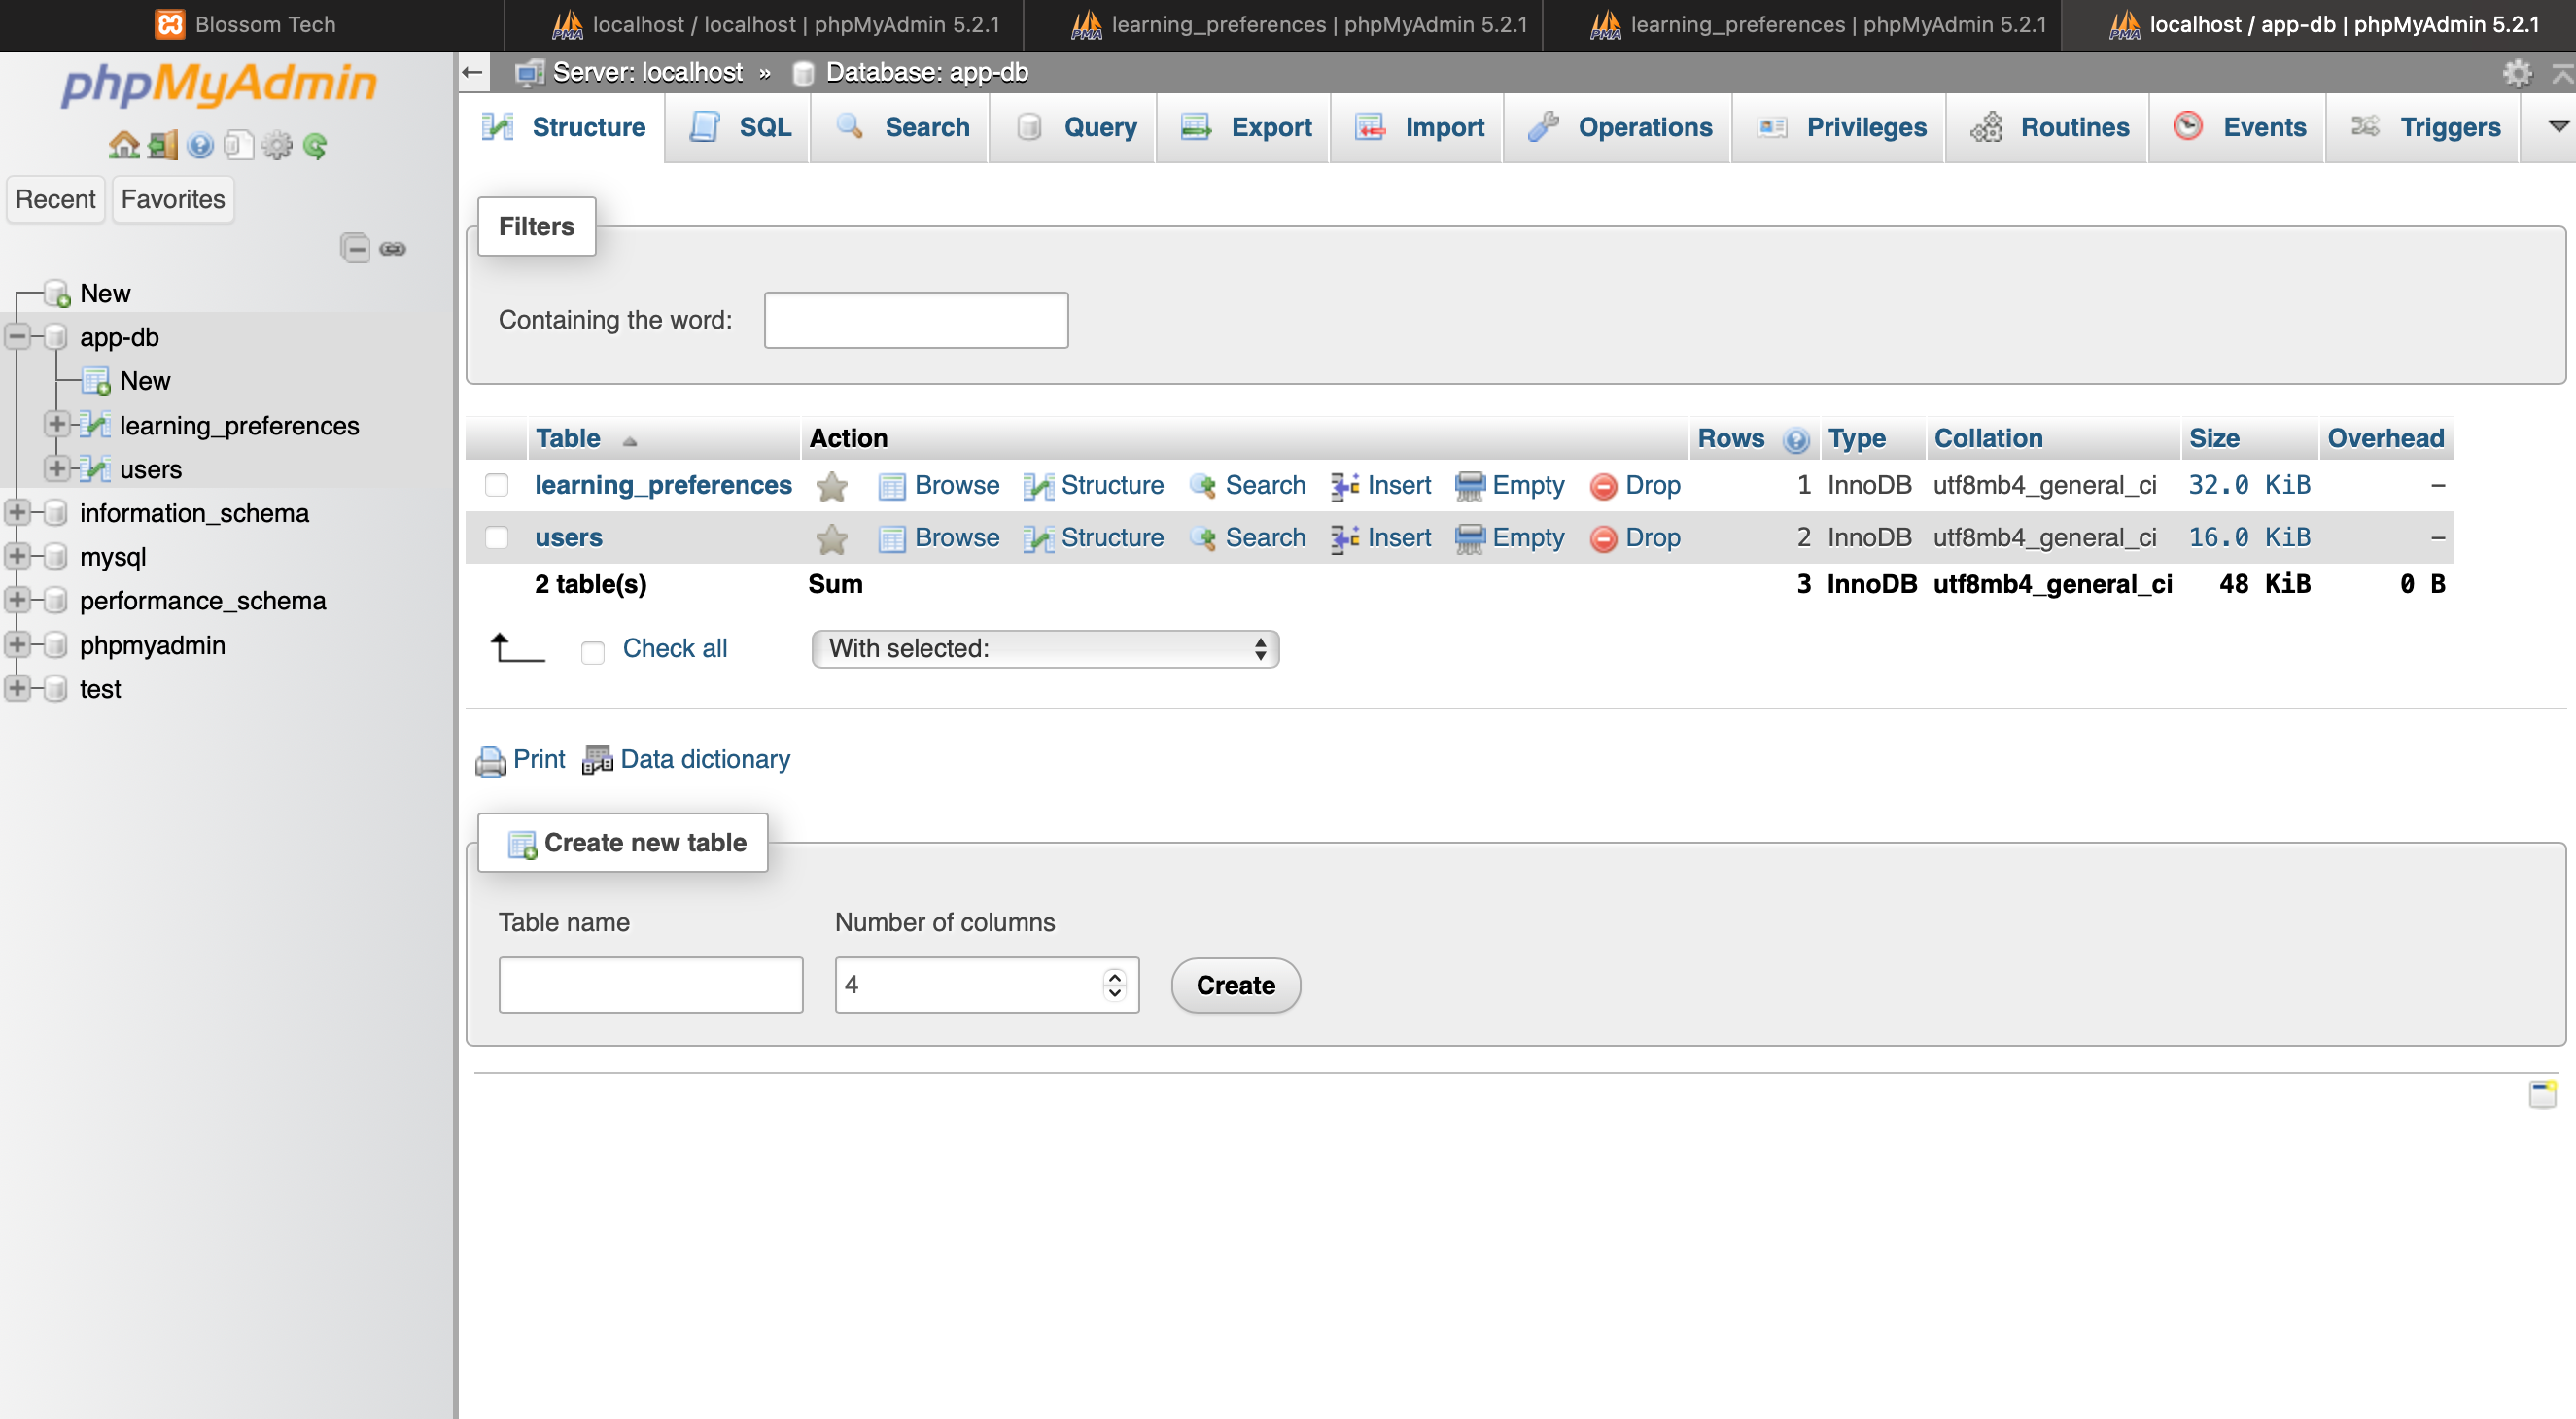 Blossom Tech
localhost / localhost | phpMyAdmin 5.2.1
learning_preferences | phpMyAdmin 5.2.1
learning_preferences | phpMyAdmin 5.2.1
localhost / app-db | phpMyAdmin 5.2.1
phpMyAdmin
Recent Favorites
New
app-db
New
learning_preferences
users
information_schema
mysql
performance_schema
phpmyadmin
test
Server: localhost » Database: app-db
Structure SQL Search Query Export Import Operations Privileges Routines Events Triggers
Filters
Containing the word:
Table Action Rows Type Collation Size Overhead
learning_preferences Browse Structure Search Insert Empty Drop 1 InnoDB utf8mb4_general_ci 32.0 KiB –
users Browse Structure Search Insert Empty Drop 2 InnoDB utf8mb4_general_ci 16.0 KiB –
2 table(s) Sum 3 InnoDB utf8mb4_general_ci 48 KiB 0 B
Check all With selected:
Print Data dictionary
Create new table
Table name Number of columns
4 Create